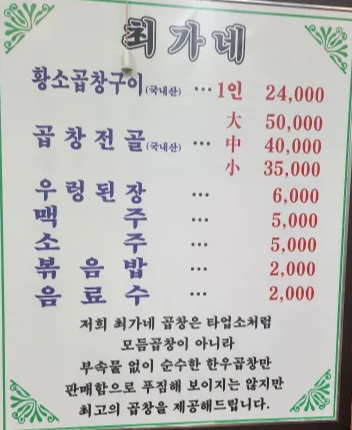 최가네
황소곱창구이(국내산) ··· 1인 24,000
大 50,000
곱창전골(국내산) ··· 中 40,000
小 35,000
우렁된장 ··· 6,000
맥주 ··· 5,000
소주 ··· 5,000
볶음밥 ··· 2,000
음료수 ··· 2,000
저희 최가네 곱창은 타업소처럼
모듬곱창이 아니라
부속물 없이 순수한 한우곱창만
판매함으로 푸짐해 보이지는 않지만
최고의 곱창을 제공해드립니다.